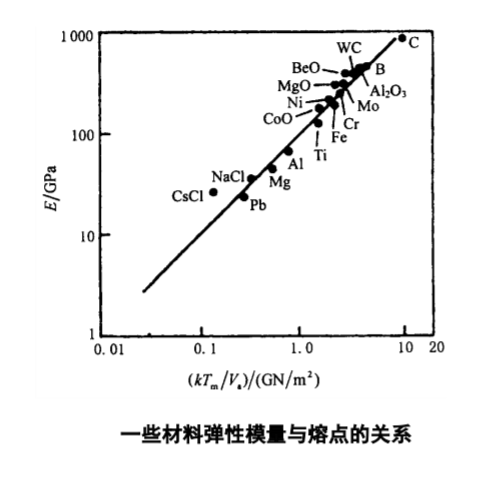 1 000
C
WC
BeO
B
MgO
Al₂O₃
Ni
Mo
CoO
Cr
100
Fe
Ti
Al
NaCl
Mg
CsCl
Pb
E/GPa
10
1
0.01
0.1
1.0
10
20
(kTₘ/Vₐ)/(GN/m²)
一些材料弹性模量与熔点的关系